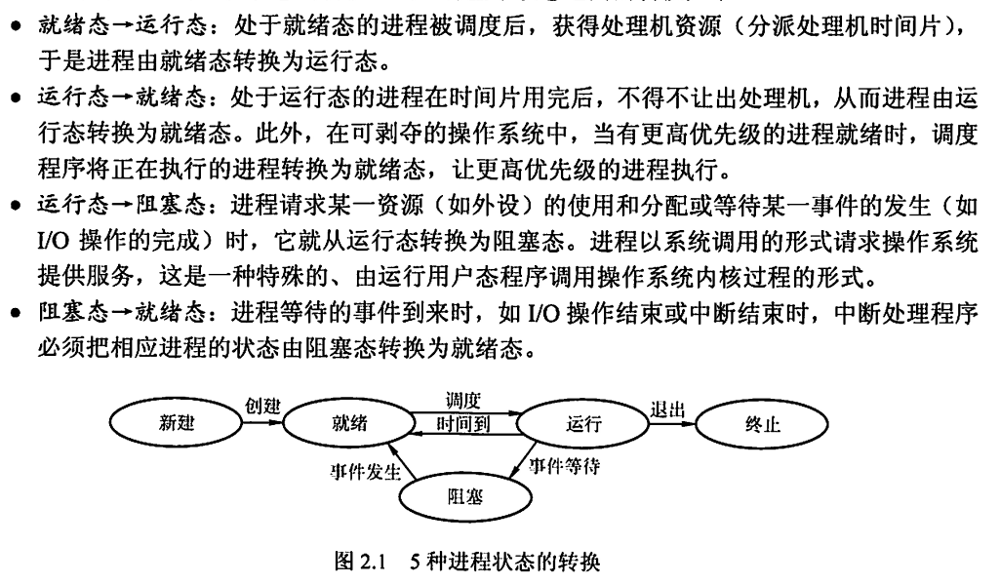 ● 就绪态→运行态：处于就绪态的进程被调度后，获得处理机资源（分派处理机时间片），
于是进程由就绪态转换为运行态。
● 运行态→就绪态：处于运行态的进程在时间片用完后，不得不让出处理机，从而进程由运
行态转换为就绪态。此外，在可剥夺的操作系统中，当有更高优先级的进程就绪时，调度
程序将正在执行的进程转换为就绪态，让更高优先级的进程执行。
● 运行态→阻塞态：进程请求某一资源（如外设）的使用和分配或等待某一事件的发生（如
I/O 操作的完成）时，它就从运行态转换为阻塞态。进程以系统调用的形式请求操作系统
提供服务，这是一种特殊的、由运行用户态程序调用操作系统内核过程的形式。
● 阻塞态→就绪态：进程等待的事件到来时，如 I/O 操作结束或中断结束时，中断处理程序
必须把相应进程的状态由阻塞态转换为就绪态。
新建
创建
就绪
调度
时间到
运行
退出
终止
事件发生
事件等待
阻塞
图 2.1 5 种进程状态的转换